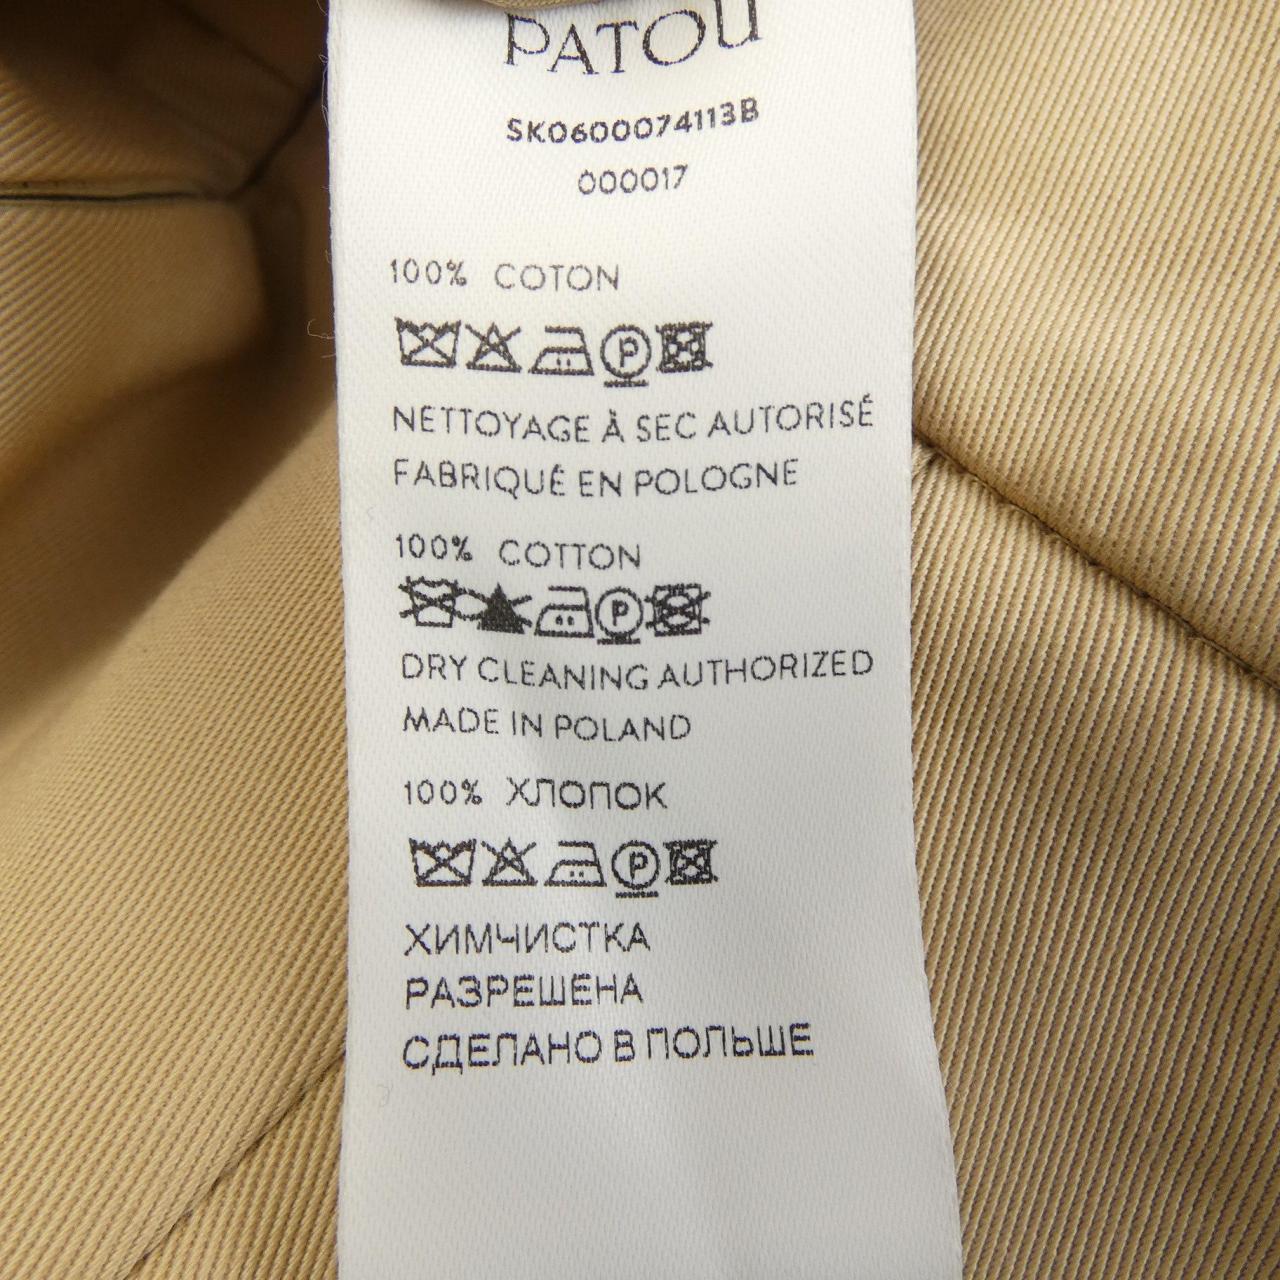 PATOU
SK0600074113B
000017
100% COTON
P
NETTOYAGE À SEC AUTORISÉ
FABRIQUÉ EN POLOGNE
100% COTTON
P
DRY CLEANING AUTHORIZED
MADE IN POLAND
100% ХЛОПОК
P
ХИМЧИСТКА
РАЗРЕШЕНА
СДЕЛАНО В ПОЛЬШЕ